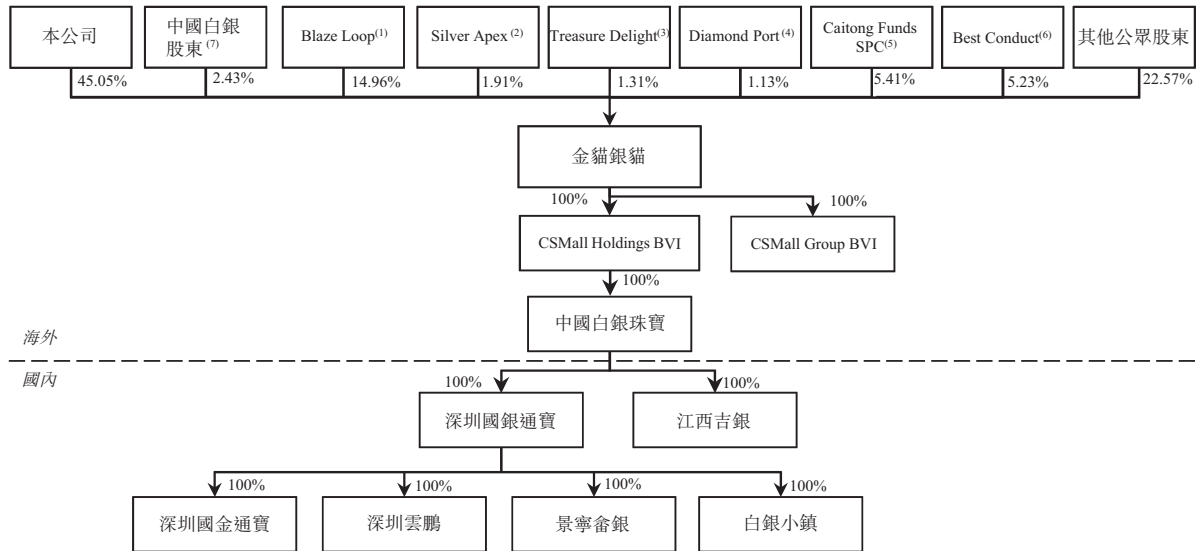 本公司
中國白銀
股東(7)
Blaze Loop(1)
Silver Apex(2)
Treasure Delight(3)
Diamond Port(4)
Caitong Funds
SPC(5)
Best Conduct(6)
其他公眾股東
45.05%
2.43%
14.96%
1.91%
1.31%
1.13%
5.41%
5.23%
22.57%
金貓銀貓
100%
100%
CSMall Holdings BVI
CSMall Group BVI
100%
中國白銀珠寶
海外
國內
100%
100%
深圳國銀通寶
江西吉銀
100%
100%
100%
100%
深圳國金通寶
深圳雲鵬
景寧畲銀
白銀小鎮